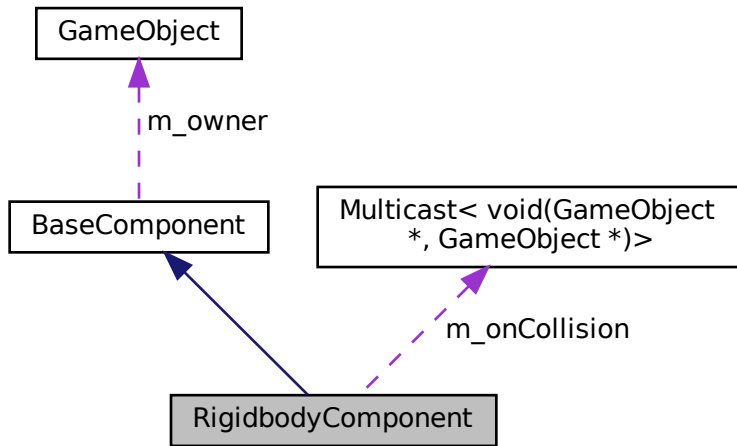 GameObject
m_owner
BaseComponent
Multicast< void(GameObject
*, GameObject *)>
m_onCollision
RigidbodyComponent